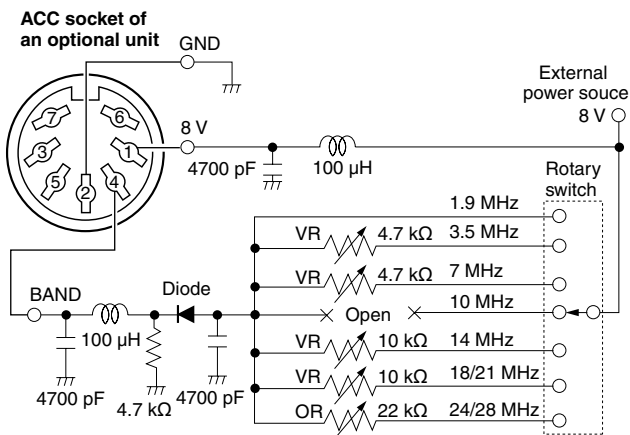 ACC socket of
an optional unit
GND
External
power souce
8 V
7
6
8 V
3
1
4700 pF
100 µH
5
4
2
Rotary
switch
1.9 MHz
VR
4.7 kΩ
3.5 MHz
VR
4.7 kΩ
7 MHz
BAND
Diode
Open
10 MHz
100 µH
VR
10 kΩ
14 MHz
VR
10 kΩ
18/21 MHz
4700 pF
4.7 kΩ
4700 pF
OR
22 kΩ
24/28 MHz